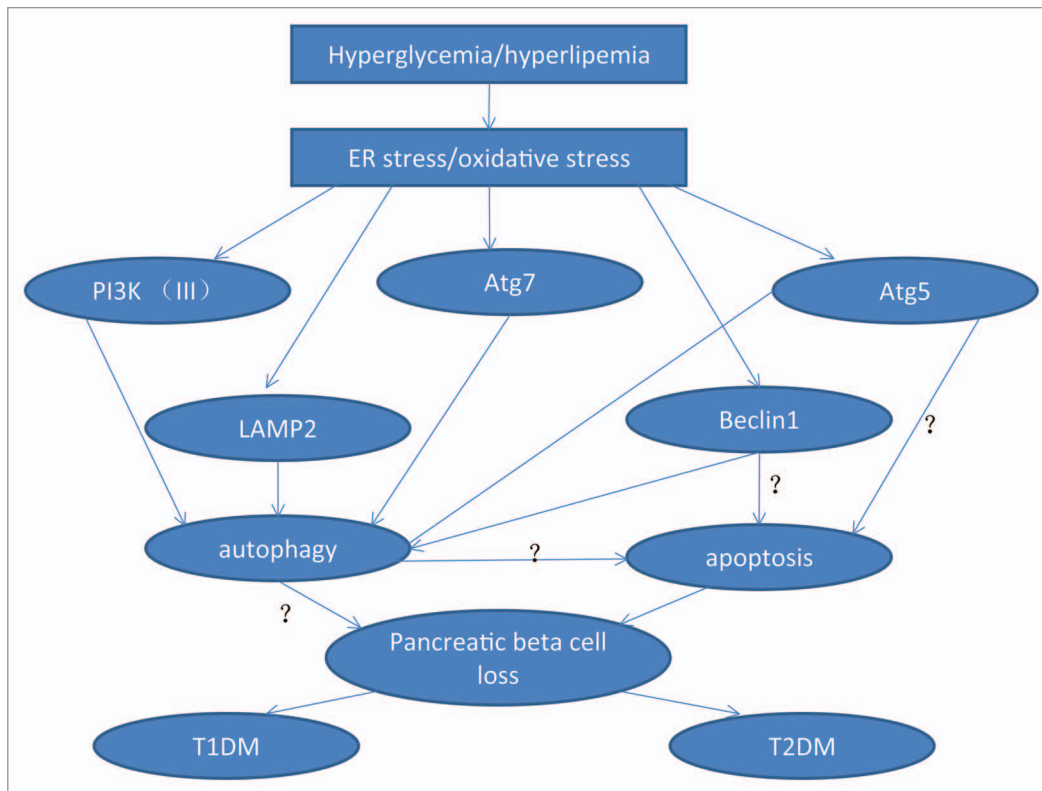 Hyperglycemia/hyperlipemia
ER stress/oxidative stress
PI3K （III）
Atg7
Atg5
LAMP2
Beclin1
?
?
autophagy
?
apoptosis
?
Pancreatic beta cell
loss
T1DM
T2DM